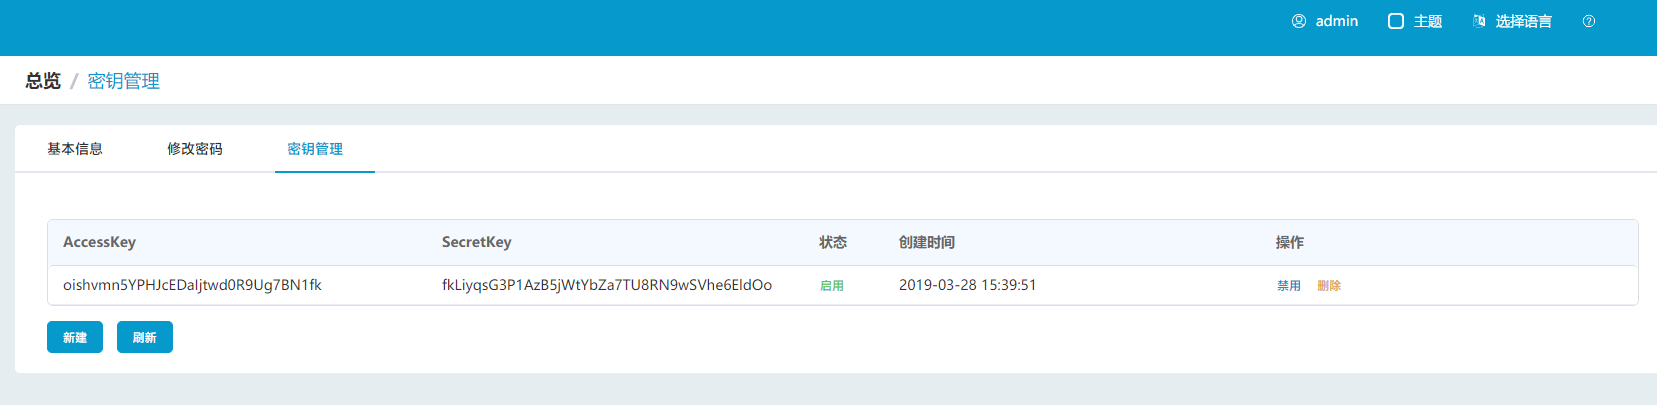 admin 主题 选择语言
总览 / 密钥管理
基本信息 修改密码 密钥管理
AccessKey SecretKey 状态 创建时间 操作
oishvmn5YPHJcEDaIjtwd0R9Ug7BN1fk fkLiyqsG3P1AzB5jWtYbZa7TU8RN9wSVhe6EIdOo 启用 2019-03-28 15:39:51 禁用 删除
新建 刷新